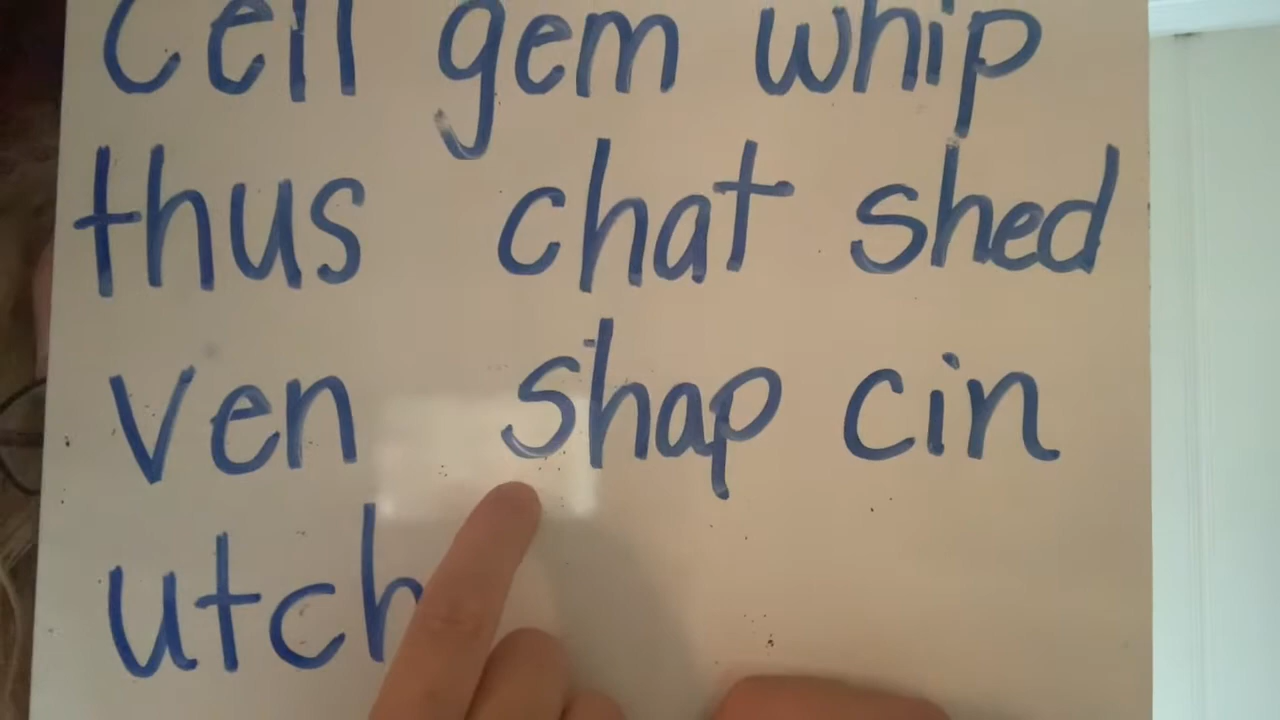 cell gem whip
thus chat shed
ven shap cin
utch